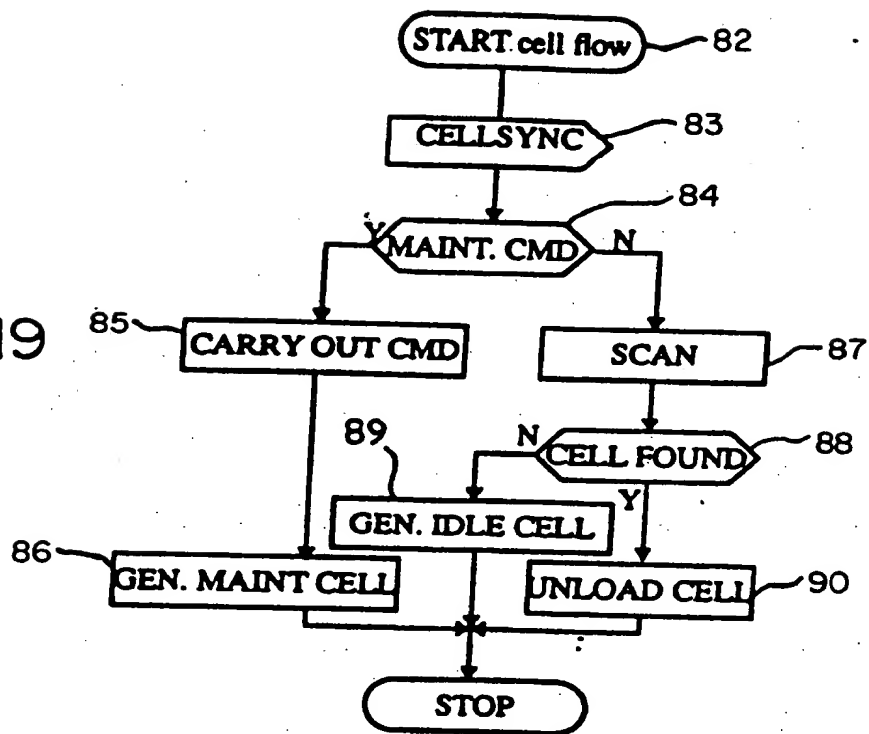 START cell flow
82
CELLSYNC
83
84
Y
MAINT. CMD
N
19
85
CARRY OUT CMD
SCAN
87
89
N
CELL FOUND
88
GEN. IDLE CELL
Y
86
GEN. MAINT CELL
UNLOAD CELL
90
STOP